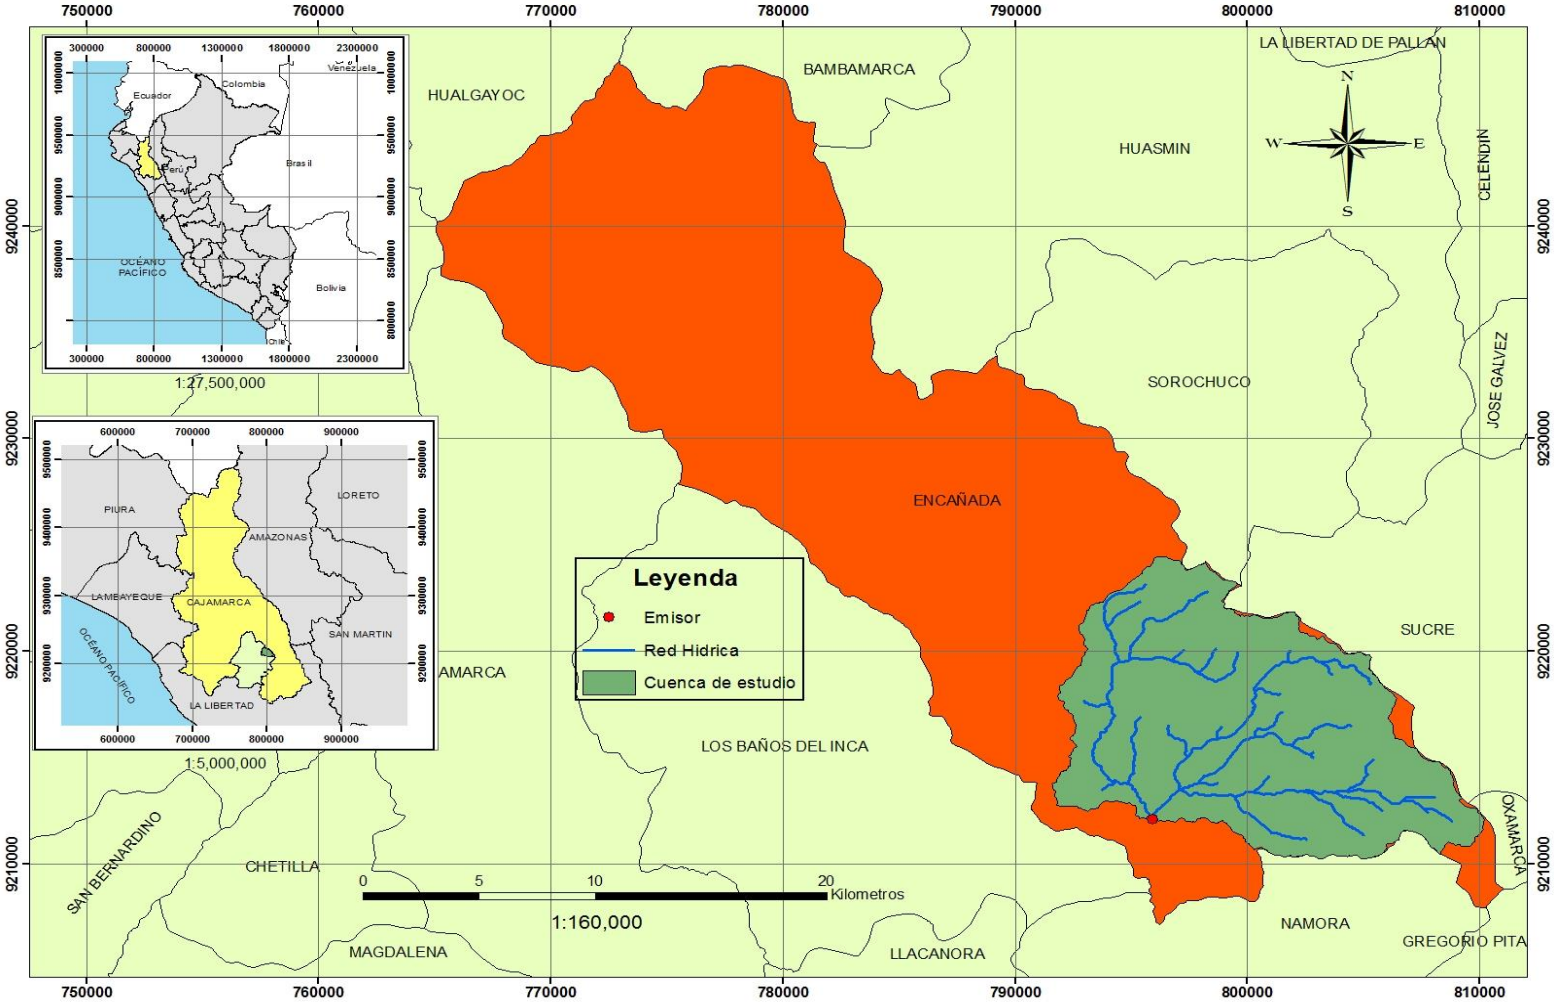 750000 760000 770000 780000 790000 800000 810000
LA LIBERTAD DE PALLAN
BAMBAMARCA
HUALGAYOC
HUASMIN
CELENDIN
N
W E
S
9240000 9240000
SOROCHUCO
JOSE GALVEZ
9230000 9230000
ENCAÑADA
SUCRE
9220000 9220000
AMARCA
LOS BAÑOS DEL INCA
OXAMARCA
SAN BERNARDINO
CHETILLA
9210000 9210000
NAMORA
MAGDALENA
LLACANORA
GREGORIO PITA
750000 760000 770000 780000 790000 800000 810000
300000 800000 1300000 1800000 2300000
Venezuela
Colombia
Ecuador
Brasil
Perú
OCÉANO
PACÍFICO
Bolivia
Chile
10000000 10000000
9500000 9500000
9000000 9000000
8500000 8500000
8000000
300000 800000 1300000 1800000 2300000
1:27,500,000
600000 700000 800000 900000
9500000 9500000
9400000 9400000
9300000 9300000
9200000 9200000
LORETO
PIURA
AMAZONAS
LAMBAYEQUE
CAJAMARCA
SAN MARTIN
OCÉANO PACÍFICO
LA LIBERTAD
600000 700000 800000 900000
1:5,000,000
Leyenda
Emisor
Red Hidrica
Cuenca de estudio
0 5 10 20
Kilometros
1:160,000